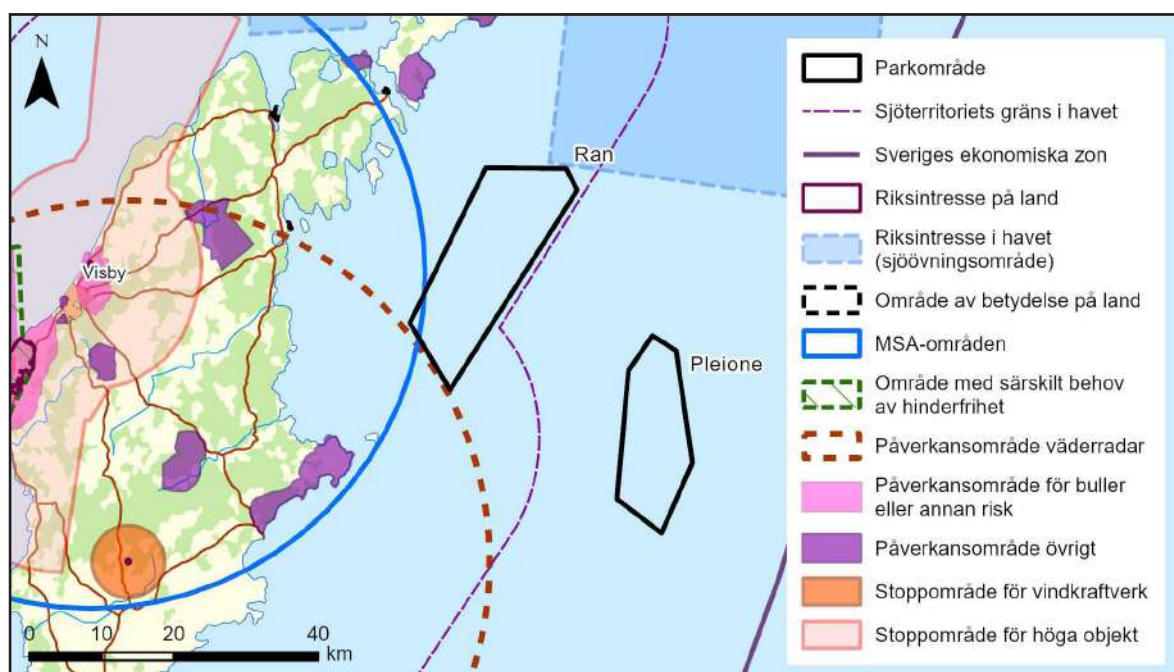 N
Visby
Ran
Pleione
0 10 20 40
km
Parkområde
Sjöterritoriets gräns i havet
Sveriges ekonomiska zon
Riksintresse på land
Riksintresse i havet
(sjöövningsområde)
Område av betydelse på land
MSA-områden
Område med särskilt behov
av hinderfrihet
Påverkansområde väderradar
Påverkansområde för buller
eller annan risk
Påverkansområde övrigt
Stoppområde för vindkraftverk
Stoppområde för höga objekt